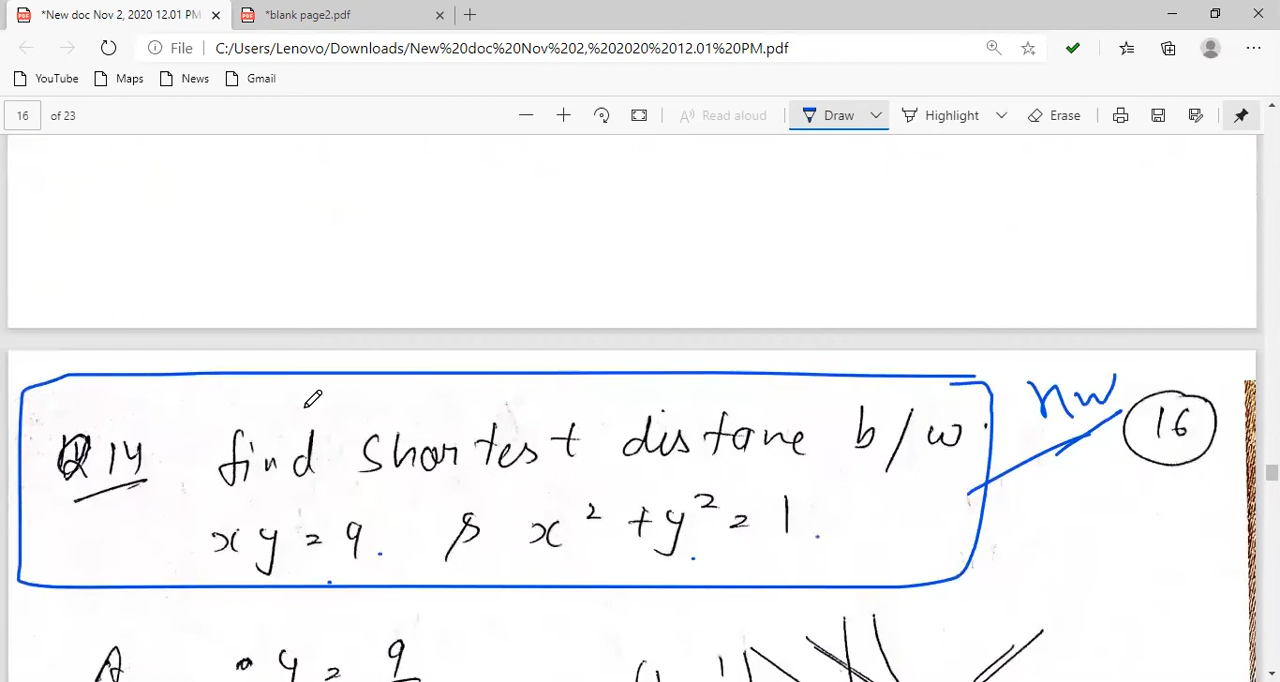 *New doc Nov 2, 2020 12.01 PM.
*blank page2.pdf
File C:/Users/Lenovo/Downloads/New%20doc%20Nov%202,%202020%2012.01%20PM.pdf
YouTube Maps News Gmail
16 of 23 Read aloud Draw Highlight Erase
HW
16
Q14 find shortest distane b/w.
xy = 9. & x² + y² = 1.
y = 9